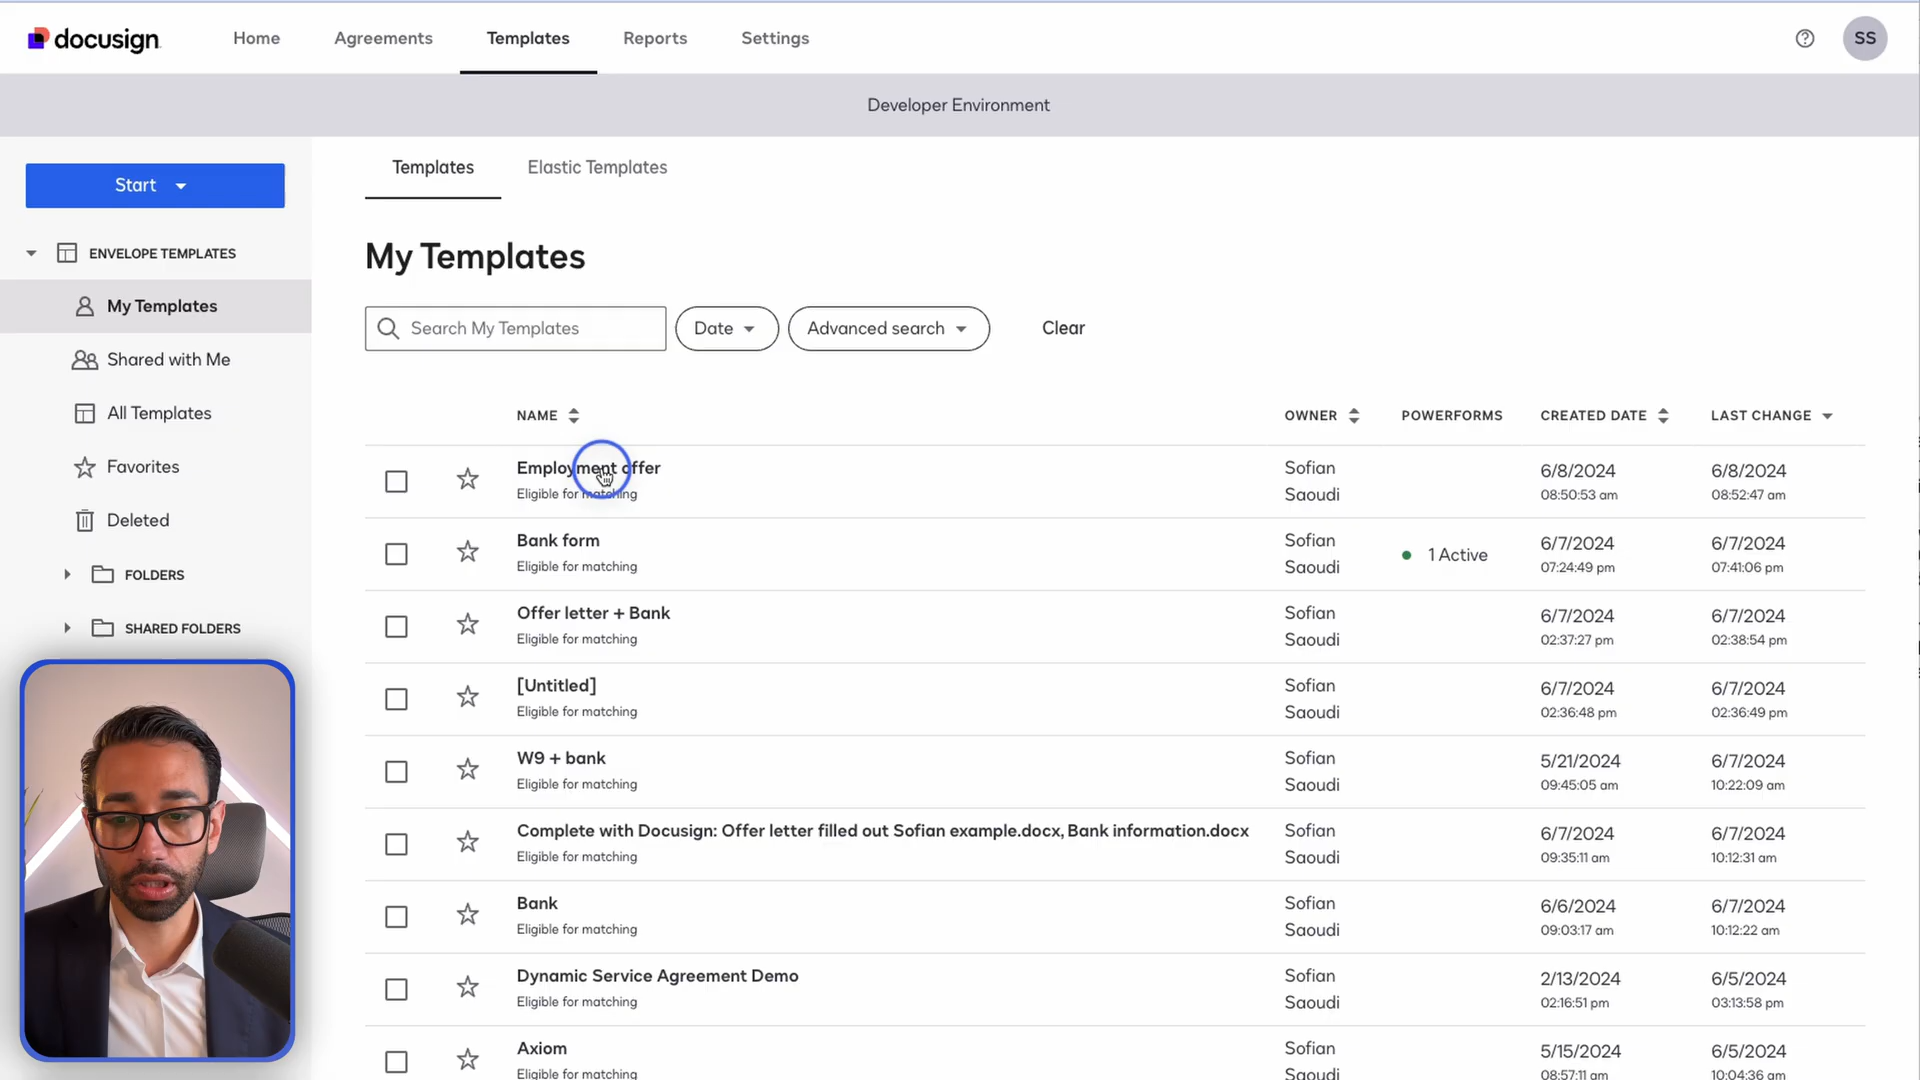 docusign
Home
Agreements
Templates
Reports
Settings
SS
Developer Environment
Start
ENVELOPE TEMPLATES
My Templates
Shared with Me
All Templates
Favorites
Deleted
FOLDERS
SHARED FOLDERS
Templates
Elastic Templates
My Templates
Search My Templates
Date
Advanced search
Clear
NAME
OWNER
POWERFORMS
CREATED DATE
LAST CHANGE
Employment offer
Eligible for matching
Sofian
Saoudi
6/8/2024
08:50:53 am
6/8/2024
08:52:47 am
Bank form
Eligible for matching
Sofian
Saoudi
1 Active
6/7/2024
07:24:49 pm
6/7/2024
07:41:06 pm
Offer letter + Bank
Eligible for matching
Sofian
Saoudi
6/7/2024
02:37:27 pm
6/7/2024
02:38:54 pm
[Untitled]
Eligible for matching
Sofian
Saoudi
6/7/2024
02:36:48 pm
6/7/2024
02:36:49 pm
W9 + bank
Eligible for matching
Sofian
Saoudi
5/21/2024
09:45:05 am
6/7/2024
10:22:09 am
Complete with Docusign: Offer letter filled out Sofian example.docx, Bank information.docx
Eligible for matching
Sofian
Saoudi
6/7/2024
09:35:11 am
6/7/2024
10:12:31 am
Bank
Eligible for matching
Sofian
Saoudi
6/6/2024
09:03:17 am
6/7/2024
10:12:22 am
Dynamic Service Agreement Demo
Eligible for matching
Sofian
Saoudi
2/13/2024
02:16:51 pm
6/5/2024
03:13:58 pm
Axiom
Eligible for matching
Sofian
Saoudi
5/15/2024
08:57:11 am
6/5/2024
10:04:36 am